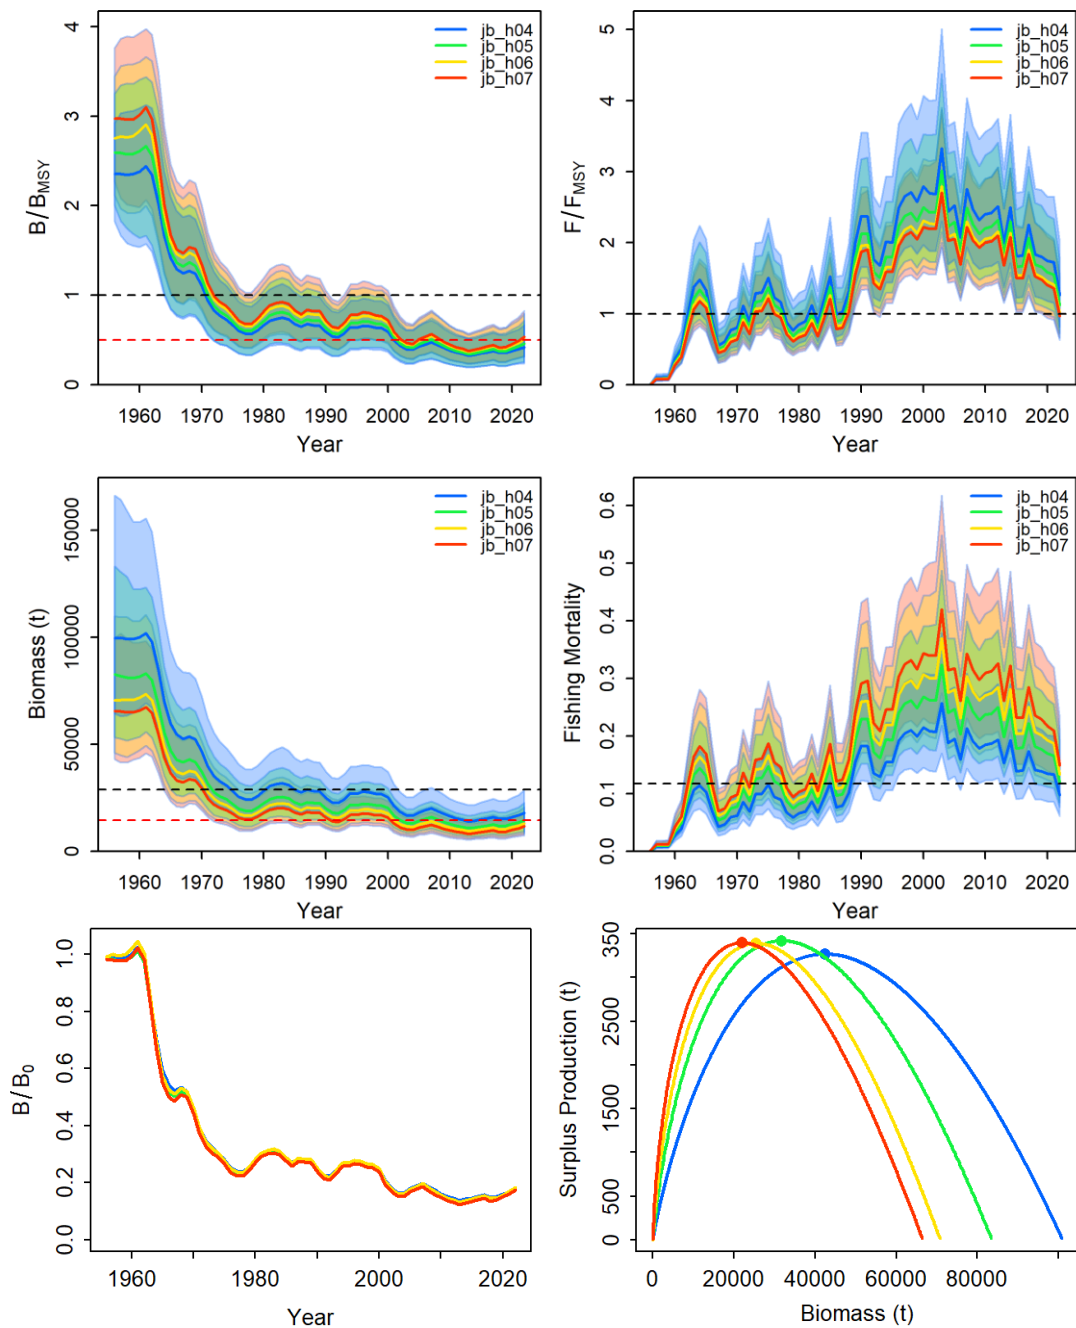 B/BMSY
0 1 2 3 4
jb_h04
jb_h05
jb_h06
jb_h07
1960 1970 1980 1990 2000 2010 2020
Year
F/FMSY
0 1 2 3 4 5
jb_h04
jb_h05
jb_h06
jb_h07
1960 1970 1980 1990 2000 2010 2020
Year
Biomass (t)
0 50000 100000 150000
jb_h04
jb_h05
jb_h06
jb_h07
1960 1970 1980 1990 2000 2010 2020
Year
Fishing Mortality
0.0 0.1 0.2 0.3 0.4 0.5 0.6
jb_h04
jb_h05
jb_h06
jb_h07
1960 1970 1980 1990 2000 2010 2020
Year
B/B0
0.0 0.2 0.4 0.6 0.8 1.0
1960 1980 2000 2020
Year
Surplus Production (t)
0 500 1500 2500 3500
0 20000 40000 60000 80000
Biomass (t)